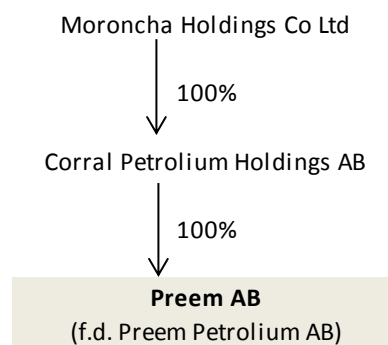 Moroncha Holdings Co Ltd
100%
Corral Petrolium Holdings AB
100%
Preem AB
(f.d. Preem Petrolium AB)